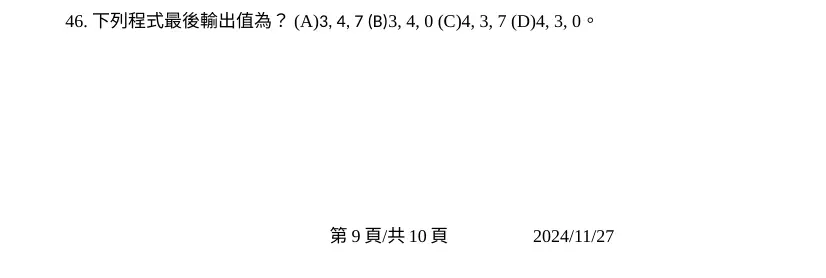 46. 下列程式最後輸出值為？ (A)3, 4, 7 (B)3, 4, 0 (C)4, 3, 7 (D)4, 3, 0。
第 9 頁/共 10 頁 2024/11/27